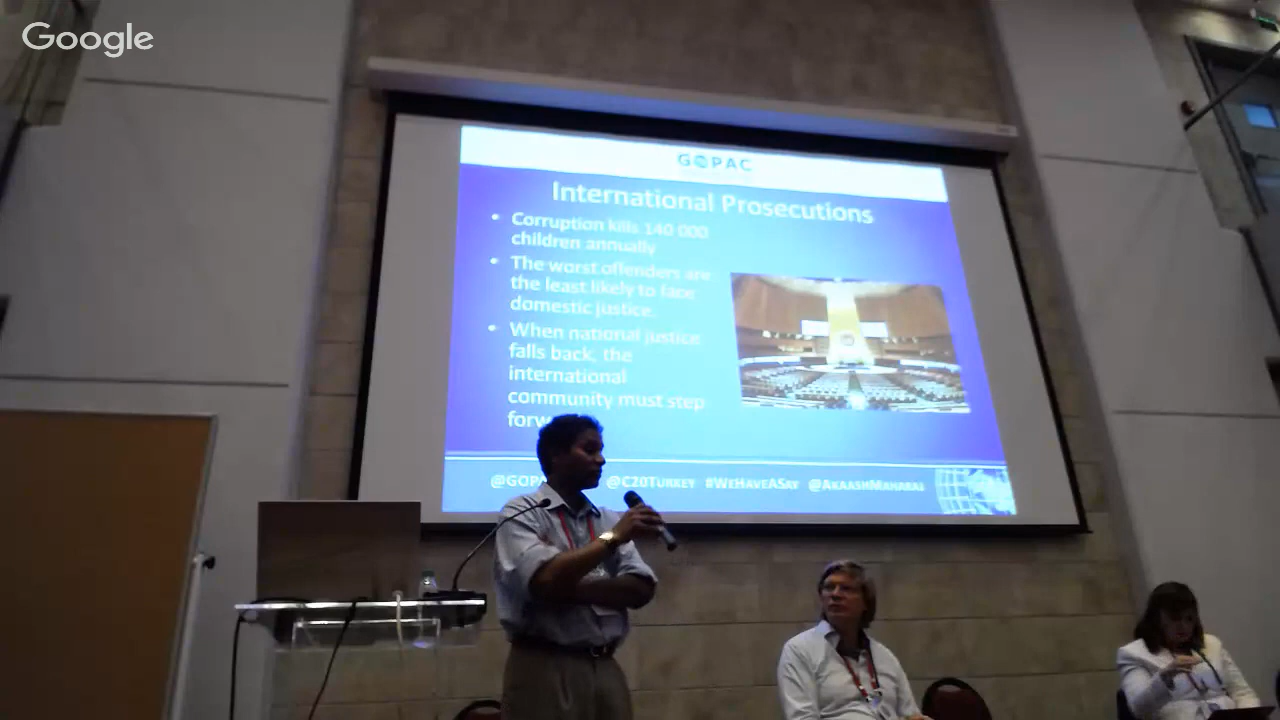 Google
GOPAC
International Prosecutions
• Corruption kills 140 000
children annually
• The worst offenders are
the least likely to face
domestic justice.
• When national justice
falls back, the
international
community must step
@C20Turkey #WeHaveASay @AkaashMaharaj